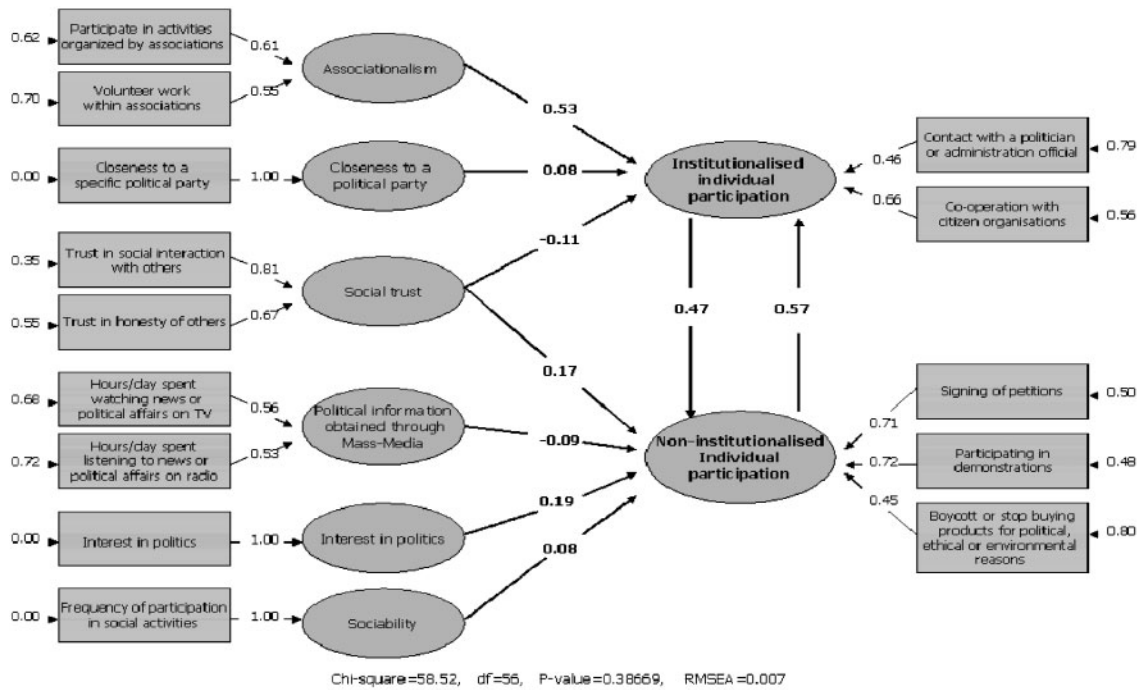 0.62
Participate in activities
organized by associations
0.61
0.70
Volunteer work
within associations
0.55
Associationalism
0.53
0.00
Closeness to a
specific political party
1.00
Closeness to a
political party
0.08
0.35
Trust in social interaction
with others
0.81
0.55
Trust in honesty of others
0.67
Social trust
-0.11
0.17
0.68
Hours/day spent
watching news or
political affairs on TV
0.56
0.72
Hours/day spent
listening to news or
political affairs on radio
0.53
Political information
obtained through
Mass-Media
-0.09
0.00
Interest in politics
1.00
Interest in politics
0.19
0.00
Frequency of participation
in social activities
1.00
Sociability
0.08
Institutionalised
individual
participation
0.46
Contact with a politician
or administration official
0.79
0.66
Co-operation with
citizen organisations
0.56
0.47
0.57
Non-institutionalised
Individual
participation
0.71
Signing of petitions
0.50
0.72
Participating in
demonstrations
0.48
0.45
Boycott or stop buying
products for political,
ethical or environmental
reasons
0.80
Chi-square=58.52, df=56, P-value=0.38669, RMSEA=0.007